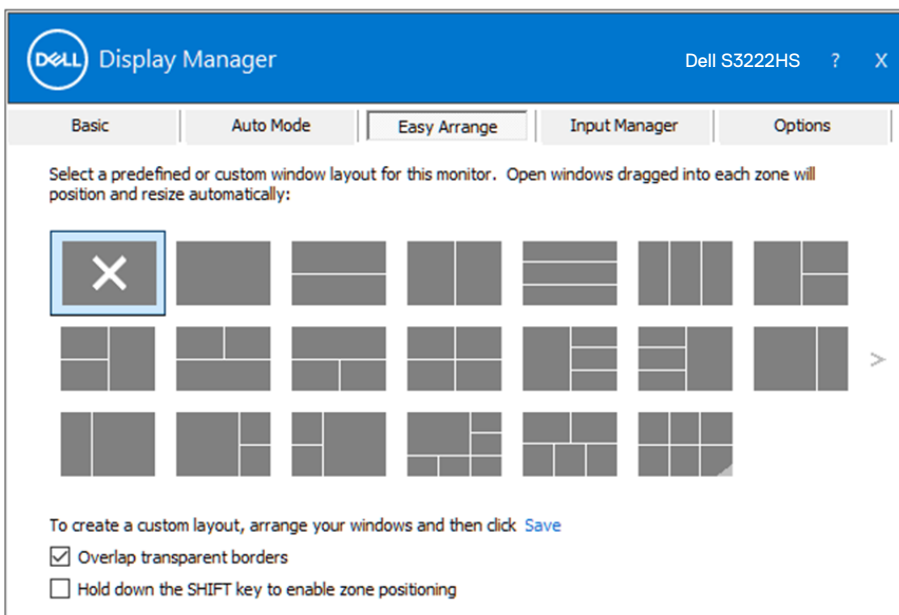 DELL Display Manager Dell S3222HS ? X
Basic Auto Mode Easy Arrange Input Manager Options
Select a predefined or custom window layout for this monitor. Open windows dragged into each zone will
position and resize automatically:
>
To create a custom layout, arrange your windows and then click Save
Overlap transparent borders
Hold down the SHIFT key to enable zone positioning